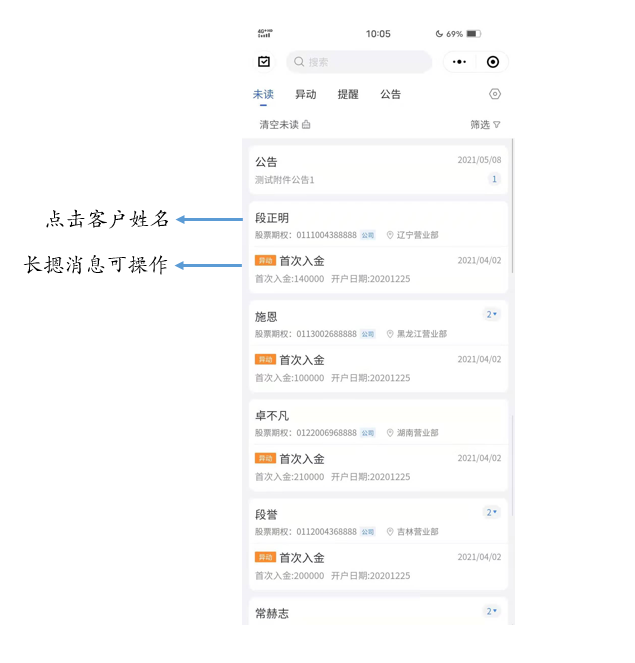 10:05
69%
搜索
未读 异动 提醒 公告
清空未读 筛选
公告 2021/05/08
测试附件公告1 1
段正明
点击客户姓名
股票期权：0111004388888 公司 辽宁营业部
异动 首次入金 2021/04/02
长摁消息可操作
首次入金:140000 开户日期:20201225
施恩 2
股票期权：0113002688888 公司 黑龙江营业部
异动 首次入金 2021/04/02
首次入金:100000 开户日期:20201225
卓不凡
股票期权：0122006968888 公司 湖南营业部
异动 首次入金 2021/04/02
首次入金:210000 开户日期:20201225
段誉 2
股票期权：0112004368888 公司 吉林营业部
异动 首次入金 2021/04/02
首次入金:200000 开户日期:20201225
常赫志 2